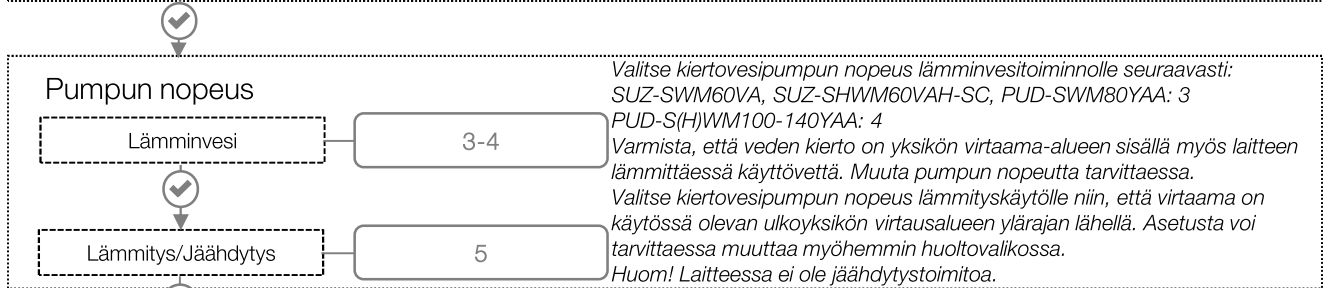 Pumpun nopeus
Lämminvesi
3-4
Lämmitys/Jäähdytys
5
Valitse kiertovesipumpun nopeus lämminvesitoiminnolle seuraavasti:
SUZ-SWM60VA, SUZ-SHWM60VAH-SC, PUD-SWM80YAA: 3
PUD-S(H)WM100-140YAA: 4
Varmista, että veden kierto on yksikön virtaama-alueen sisällä myös laitteen
lämmittäessä käyttövettä. Muuta pumpun nopeutta tarvittaessa.
Valitse kiertovesipumpun nopeus lämmityskäytölle niin, että virtaama on
käytössä olevan ulkoyksikön virtausalueen ylärajan lähellä. Asetusta voi
tarvittaessa muuttaa myöhemmin huoltovalikossa.
Huom! Laitteessa ei ole jäähdytystoimitoa.